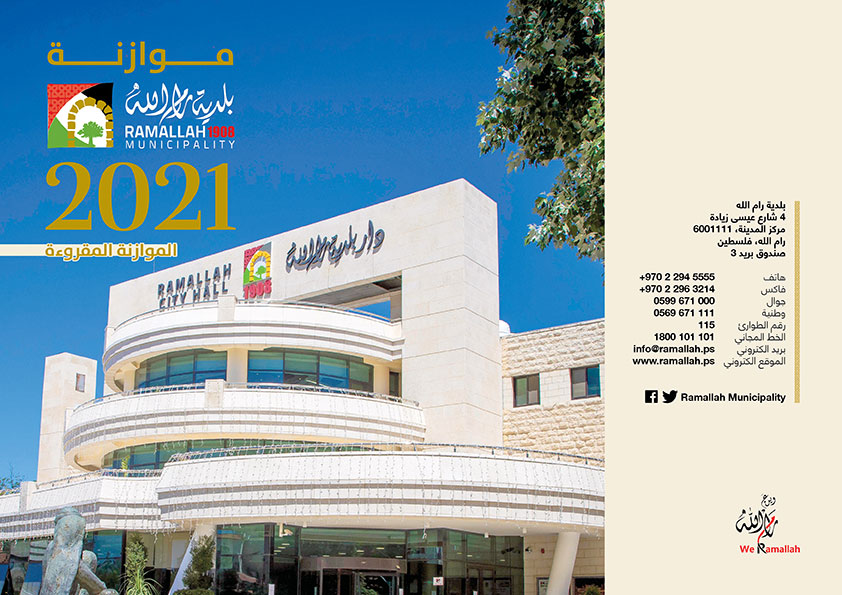 موازنة
بلدية رام الله
RAMALLAH 1908
MUNICIPALITY
2021
الموازنة المقروءة
دار بلدية رام الله
RAMALLAH
CITY HALL
1908
بلدية رام الله
4 شارع عيسى زيادة
مركز المدينة، 6001111
رام الله، فلسطين
صندوق بريد 3
هاتف +970 2 294 5555
فاكس +970 2 296 3214
جوال 0599 671 000
وطنية 0569 671 111
رقم الطوارئ 115
الخط المجاني 1800 101 101
بريد الكتروني info@ramallah.ps
الموقع الكتروني www.ramallah.ps
Ramallah Municipality
وين ع
رام الله
We Ramallah